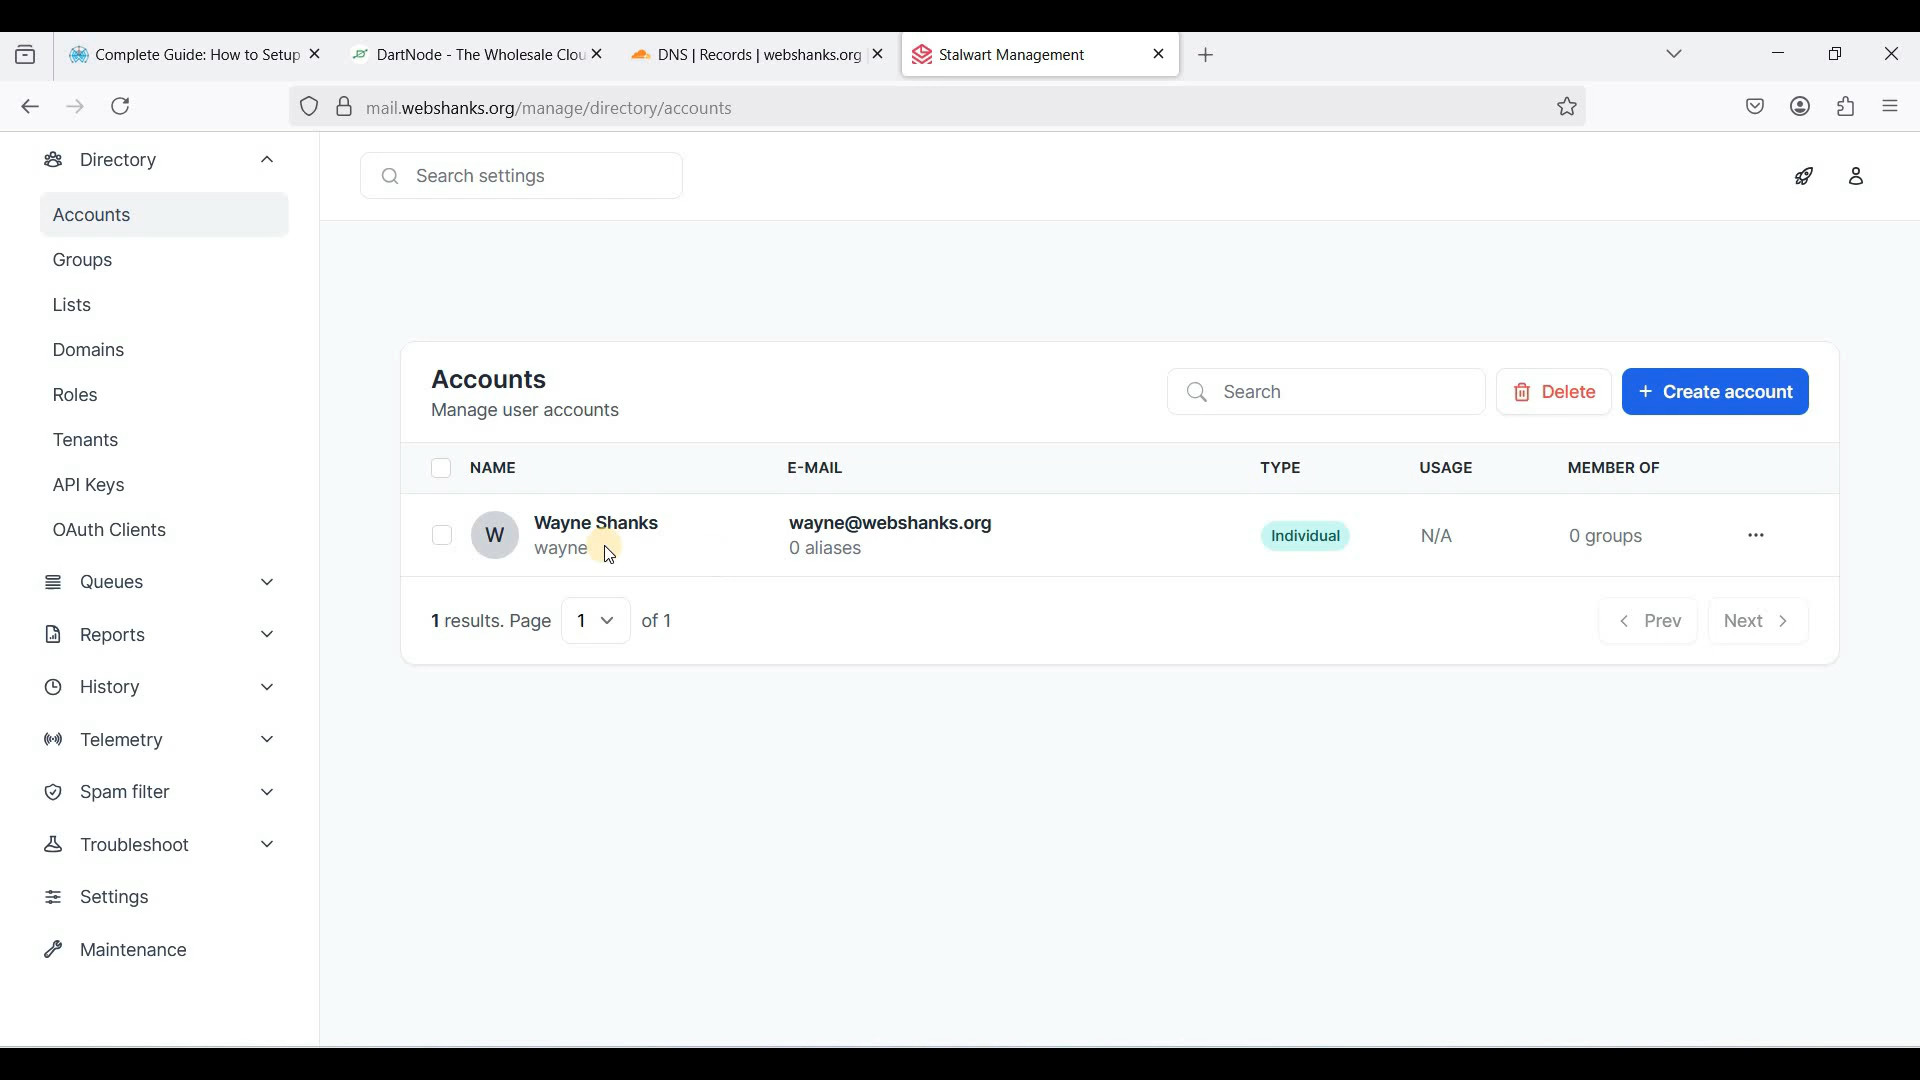 Complete Guide: How to Setup
DartNode - The Wholesale Clou
DNS | Records | webshanks.org
Stalwart Management
mail.webshanks.org/manage/directory/accounts
Directory
Accounts
Groups
Lists
Domains
Roles
Tenants
API Keys
OAuth Clients
Queues
Reports
History
Telemetry
Spam filter
Troubleshoot
Settings
Maintenance
Search settings
Accounts
Manage user accounts
Search
Delete
+ Create account
NAME E-MAIL TYPE USAGE MEMBER OF
W
Wayne Shanks
wayne
wayne@webshanks.org
0 aliases
Individual
N/A
0 groups
1 results. Page 1 of 1
Prev
Next